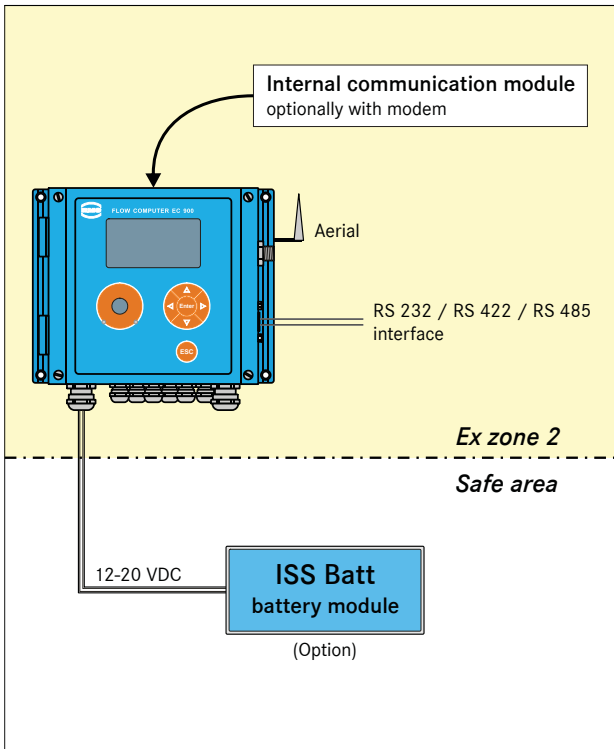 Internal communication module
optionally with modem
FLOW COMPUTER EC 900
Aerial
Enter
RS 232 / RS 422 / RS 485
interface
ESC
Ex zone 2
Safe area
12-20 VDC
ISS Batt
battery module
(Option)